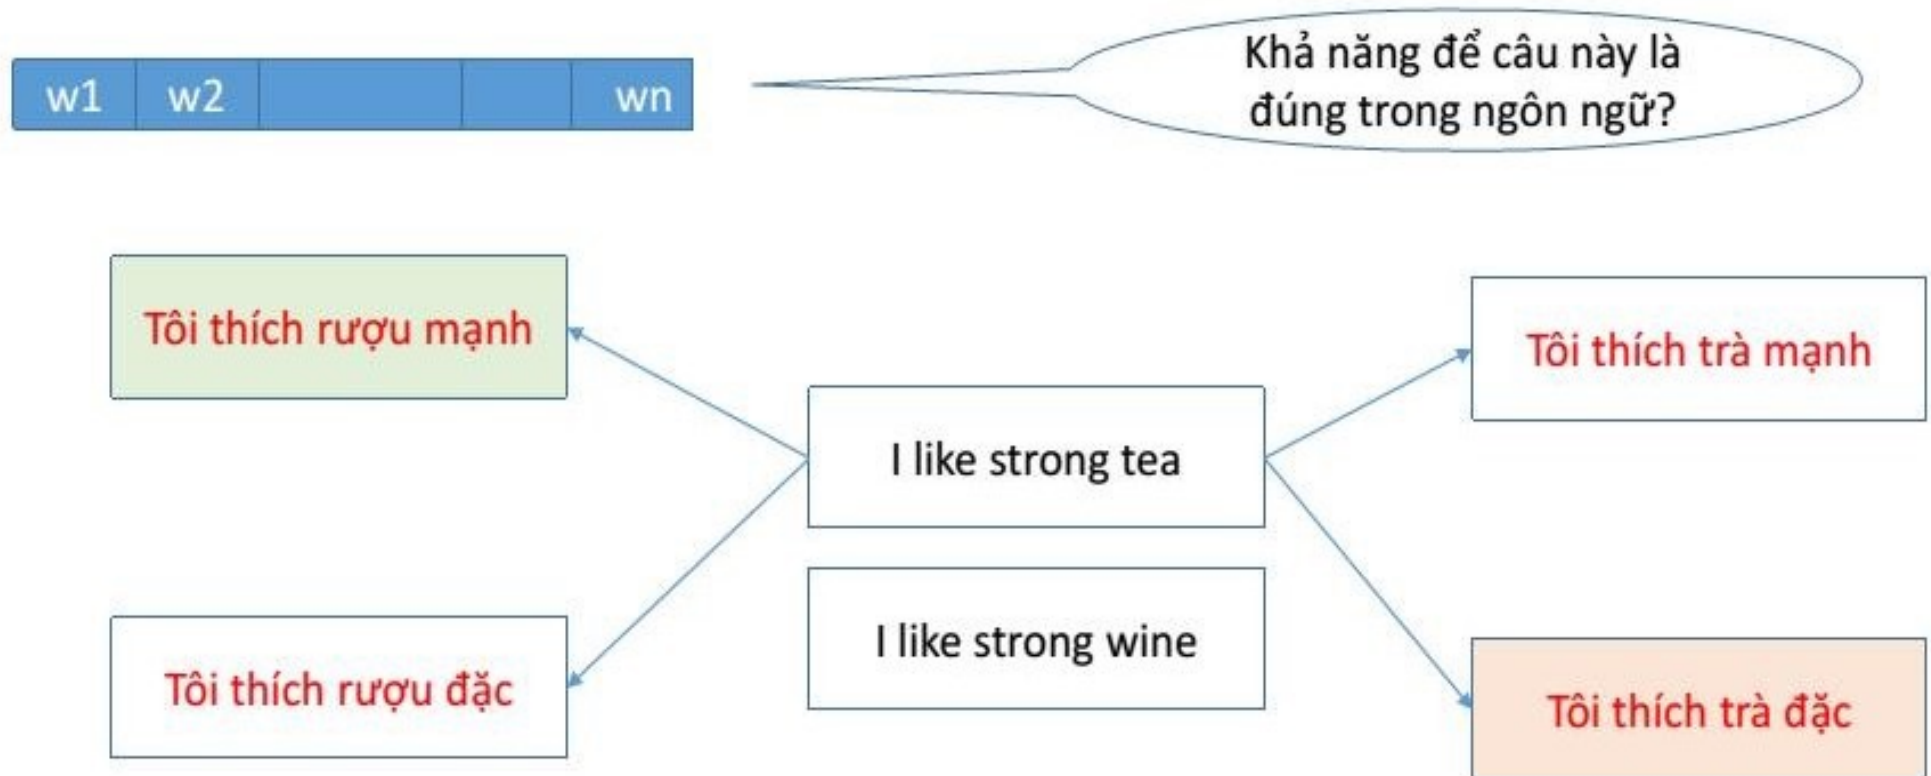 w1 w2 wn
Khả năng để câu này là
đúng trong ngôn ngữ?
Tôi thích rượu mạnh
Tôi thích trà mạnh
I like strong tea
I like strong wine
Tôi thích rượu đặc
Tôi thích trà đặc